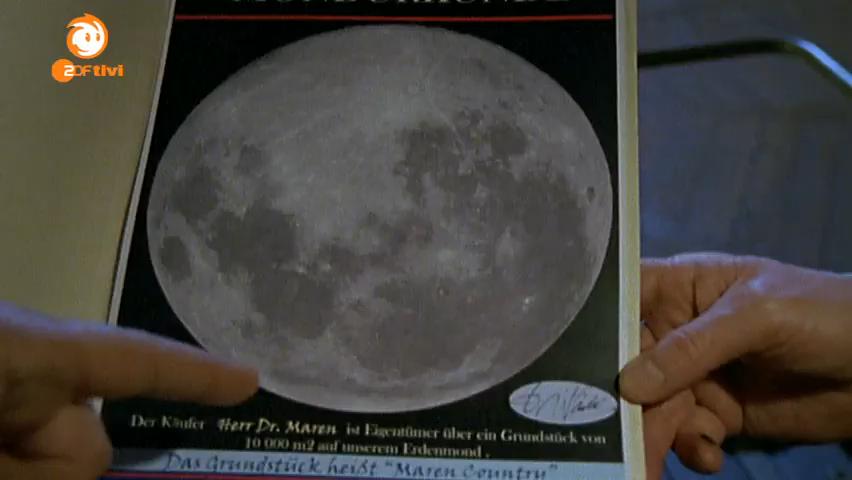 ZDFtivi
MONDURKUNDE
Der Käufer Herr Dr. Maren ist Eigentümer über ein Grundstück von
10 000 m2 auf unserem Erdenmond .
Das Grundstück heißt "Maren Country"